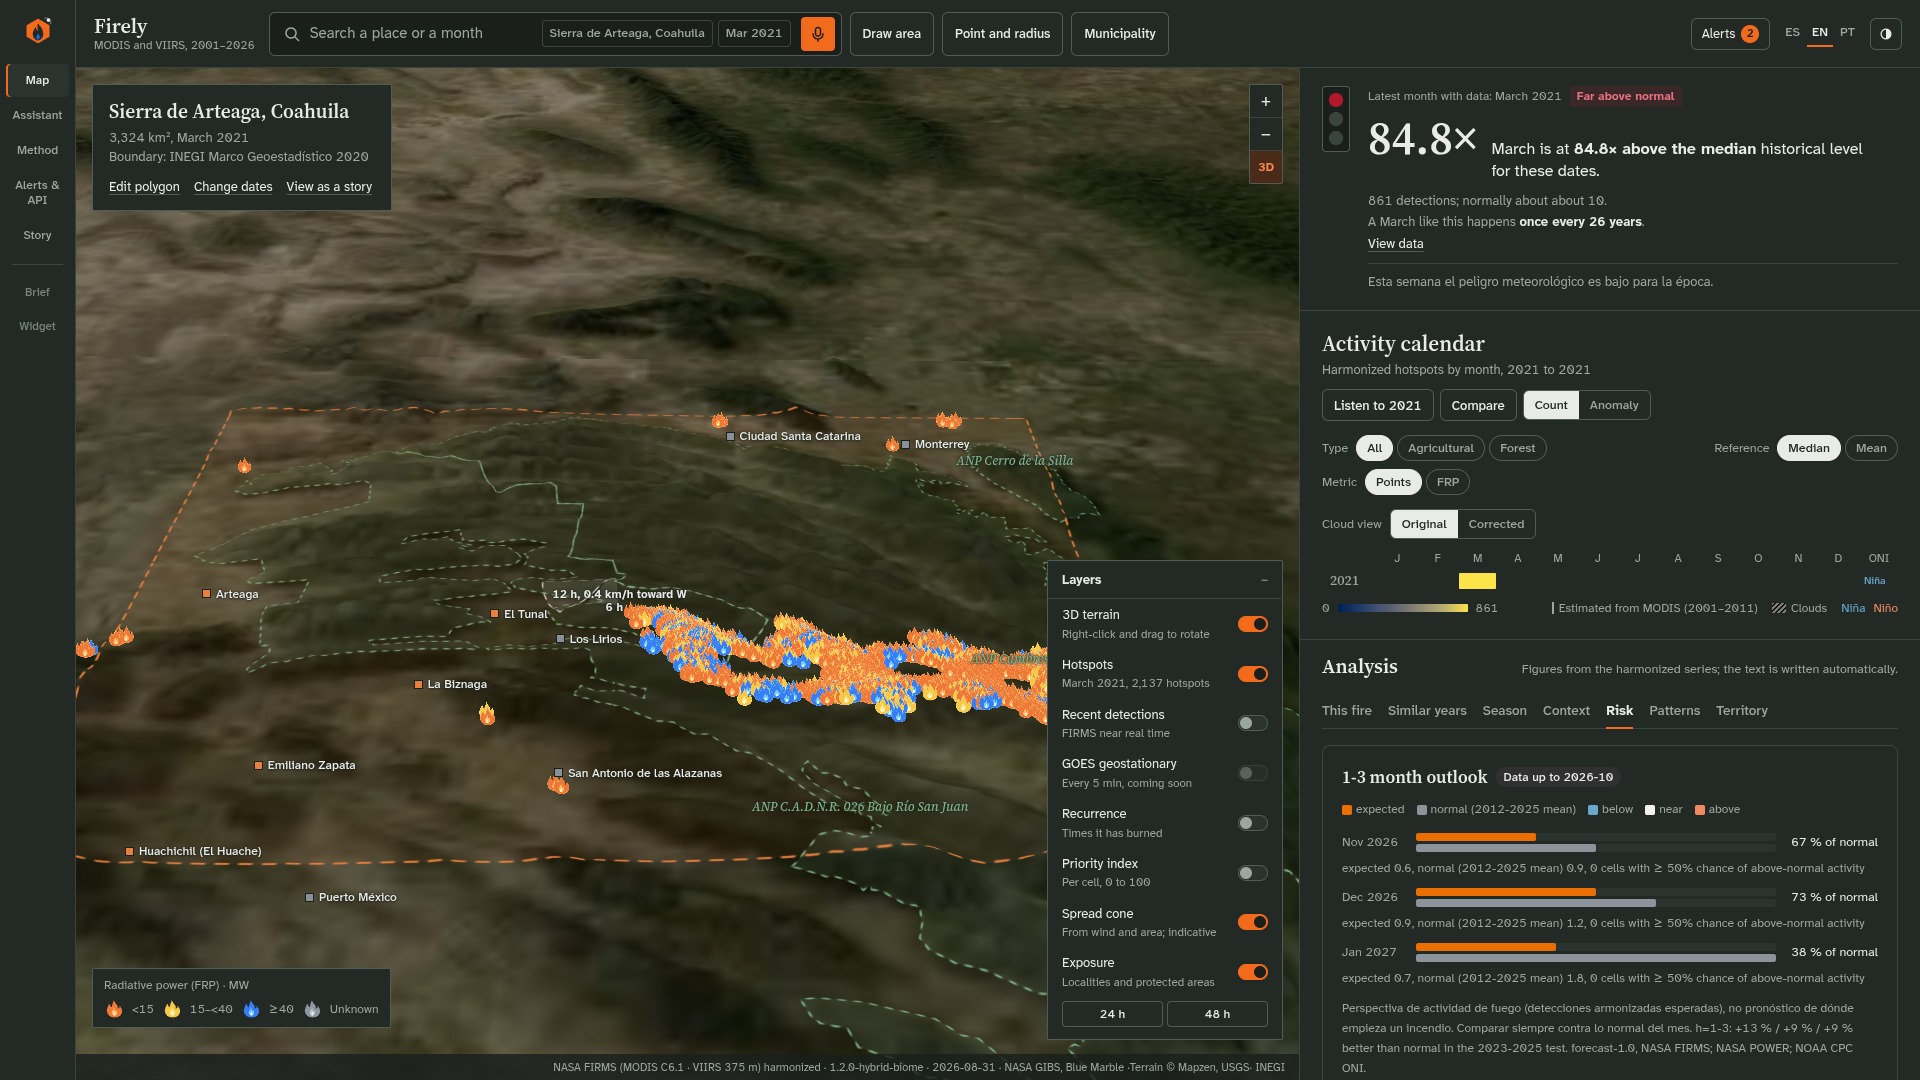 Firely
MODIS and VIIRS, 2001–2026
Search a place or a month
Sierra de Arteaga, Coahuila
Mar 2021
Draw area
Point and radius
Municipality
Alerts 2
ES EN PT
Map
Assistant
Method
Alerts &
API
Story
Brief
Widget
Sierra de Arteaga, Coahuila
3,324 km², March 2021
Boundary: INEGI Marco Geoestadístico 2020
Edit polygon Change dates View as a story
+
−
3D
Ciudad Santa Catarina
Monterrey
ANP Cerro de la Silla
Arteaga
12 h, 0.4 km/h toward W
6 h
El Tunal
Los Lirios
La Biznaga
Emiliano Zapata
San Antonio de las Alazanas
ANP C.A.D.N.R. 026 Bajo Río San Juan
Huachichil (El Huache)
Puerto México
Radiative power (FRP) · MW
<15 15–<40 ≥40 Unknown
Layers −
3D terrain
Right-click and drag to rotate
Hotspots
March 2021, 2,137 hotspots
Recent detections
FIRMS near real time
GOES geostationary
Every 5 min, coming soon
Recurrence
Times it has burned
Priority index
Per cell, 0 to 100
Spread cone
From wind and area; indicative
Exposure
Localities and protected areas
24 h 48 h
NASA FIRMS (MODIS C6.1 · VIIRS 375 m) harmonized · 1.2.0-hybrid-biome · 2026-08-31 · NASA GIBS, Blue Marble ·Terrain © Mapzen, USGS· INEGI
Latest month with data: March 2021 Far above normal
84.8× March is at 84.8× above the median historical level
for these dates.
861 detections; normally about about 10.
A March like this happens once every 26 years.
View data
Esta semana el peligro meteorológico es bajo para la época.
Activity calendar
Harmonized hotspots by month, 2021 to 2021
Listen to 2021 Compare Count Anomaly
Type All Agricultural Forest Reference Median Mean
Metric Points FRP
Cloud view Original Corrected
J F M A M J J A S O N D ONI
2021 Niña
0 861 Estimated from MODIS (2001–2011) Clouds Niña Niño
Analysis
Figures from the harmonized series; the text is written automatically.
This fire Similar years Season Context Risk Patterns Territory
1-3 month outlook Data up to 2026-10
expected normal (2012-2025 mean) below near above
Nov 2026 67 % of normal
expected 0.6, normal (2012-2025 mean) 0.9, 0 cells with ≥ 50% chance of above-normal activity
Dec 2026 73 % of normal
expected 0.9, normal (2012-2025 mean) 1.2, 0 cells with ≥ 50% chance of above-normal activity
Jan 2027 38 % of normal
expected 0.7, normal (2012-2025 mean) 1.8, 0 cells with ≥ 50% chance of above-normal activity
Perspectiva de actividad de fuego (detecciones armonizadas esperadas), no pronóstico de dónde
empieza un incendio. Comparar siempre contra lo normal del mes. h=1-3: +13 % / +9 % / +9 %
better than normal in the 2023-2025 test. forecast-1.0, NASA FIRMS; NASA POWER; NOAA CPC
ONI.